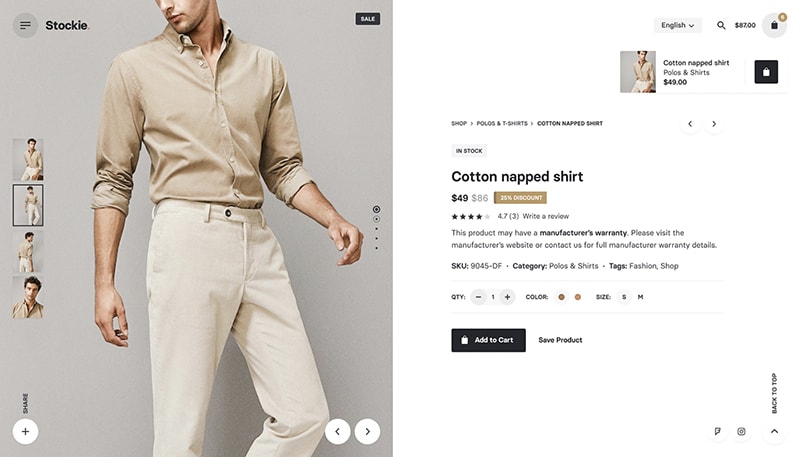 Stockie.
SALE
English
$87.00
6
Cotton napped shirt
Polos & Shirts
$49.00
SHOP > POLOS & T-SHIRTS > COTTON NAPPED SHIRT
IN STOCK
Cotton napped shirt
$49 $86 25% DISCOUNT
4.7 (3) Write a review
This product may have a manufacturer's warranty. Please visit the
manufacturer's website or contact us for full manufacturer warranty details.
SKU: 9045-DF • Category: Polos & Shirts • Tags: Fashion, Shop
QTY: − 1 + COLOR: SIZE: S M
Add to Cart Save Product
SHARE
BACK TO TOP